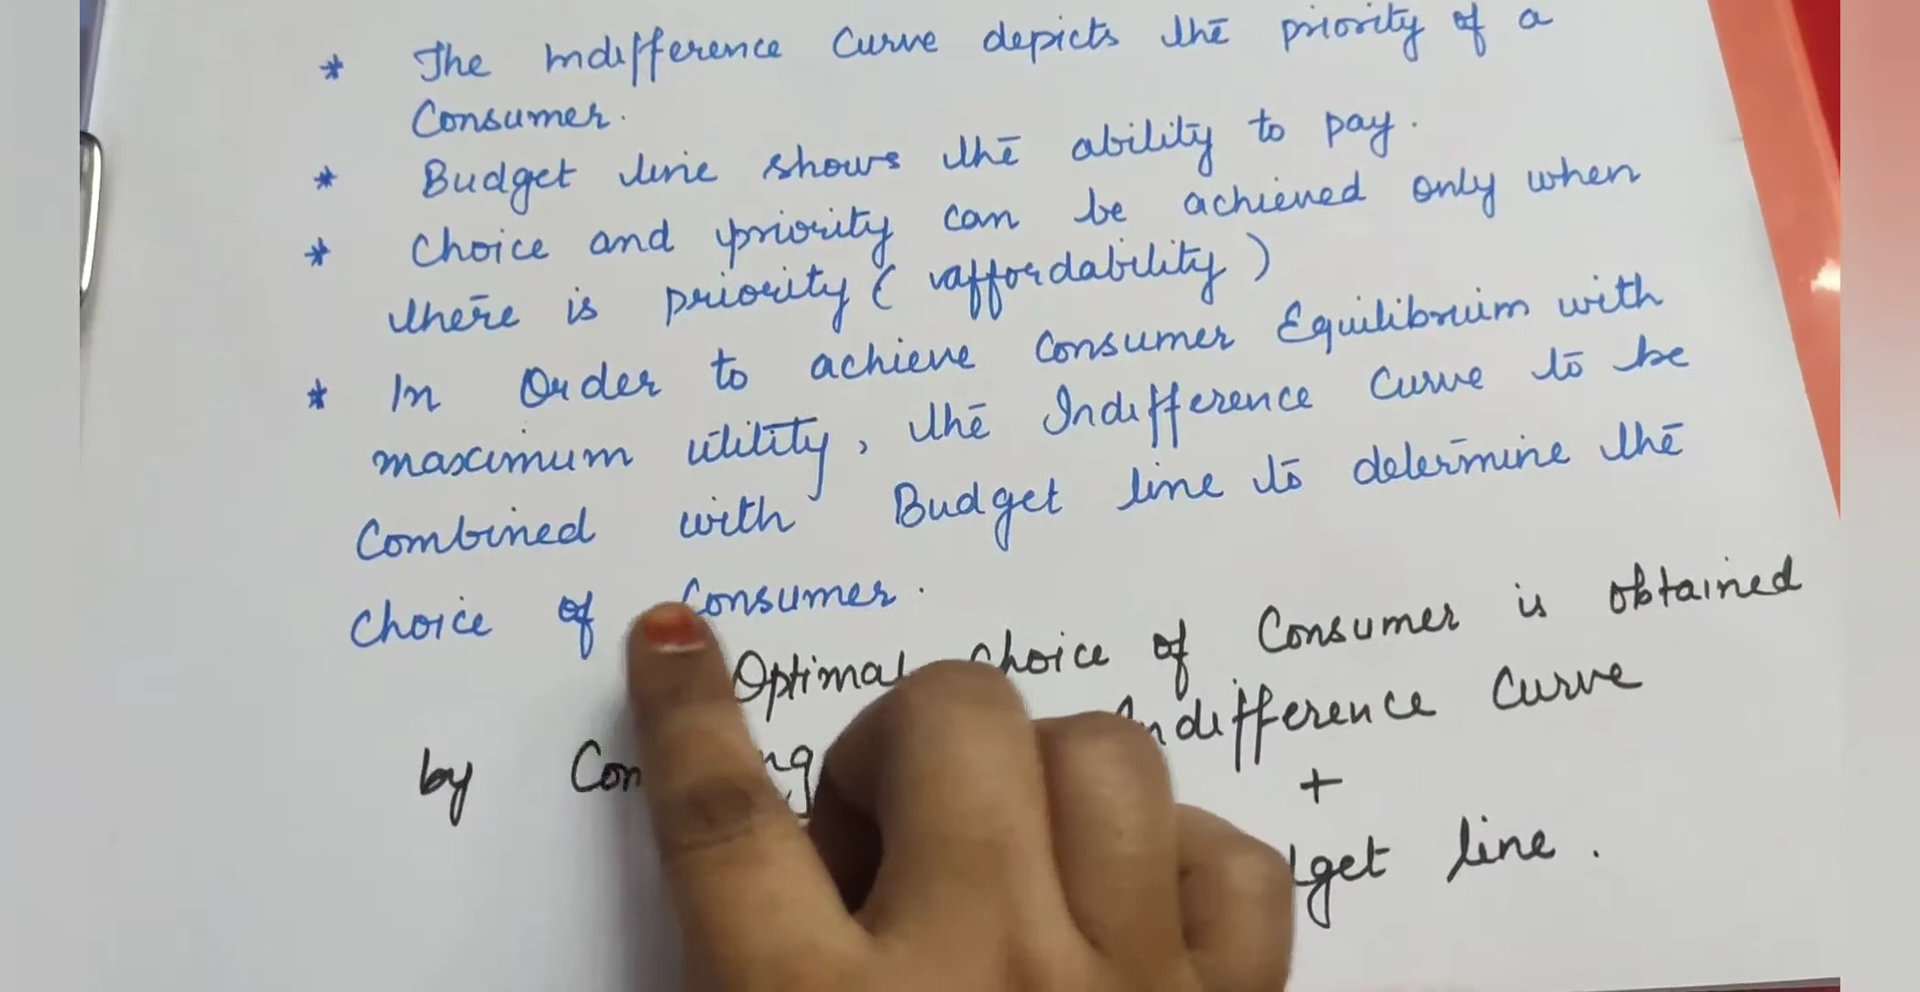 * The Indifference Curve depicts the priority of a
Consumer.
* Budget line shows the ability to pay.
* Choice and priority can be achieved only when
there is priority ( affordability )
* In Order to achieve Consumer Equilibrium with
maximum utility, the Indifference Curve to be
Combined with Budget line to determine the
choice of Consumer.
Optimal choice of Consumer is obtained
by Indifference Curve
+
line.